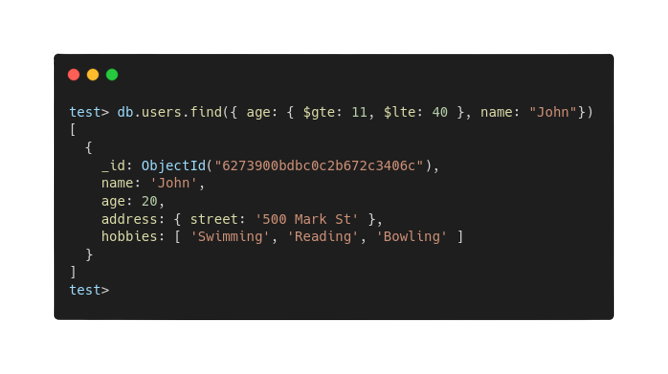 test> db.users.find({ age: { $gte: 11, $lte: 40 }, name: "John"})
[
  {
    _id: ObjectId("6273900bdbc0c2b672c3406c"),
    name: 'John',
    age: 20,
    address: { street: '500 Mark St' },
    hobbies: [ 'Swimming', 'Reading', 'Bowling' ]
  }
]
test>